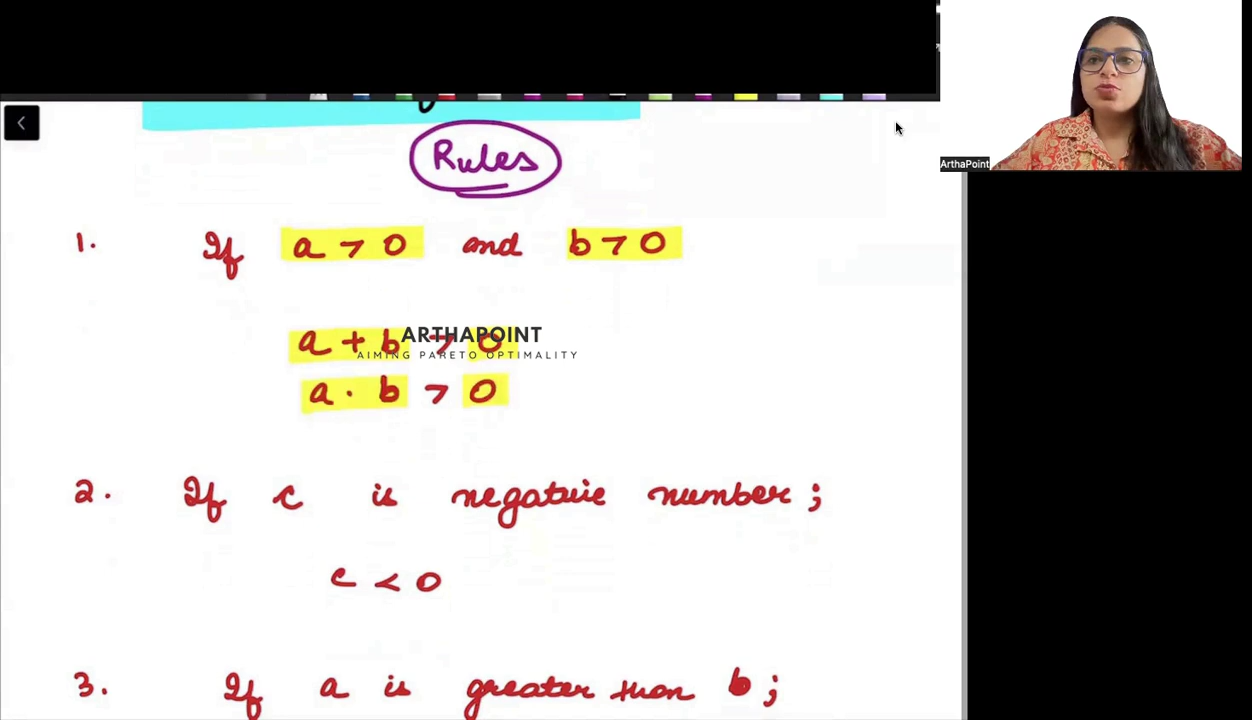 ArthaPoint
Rules
1. If a > 0 and b > 0
a + b > 0
ARTHAPOINT
AIMING PARETO OPTIMALITY
a · b > 0
2. If c is negative number;
c < 0
3. If a is greater than b;